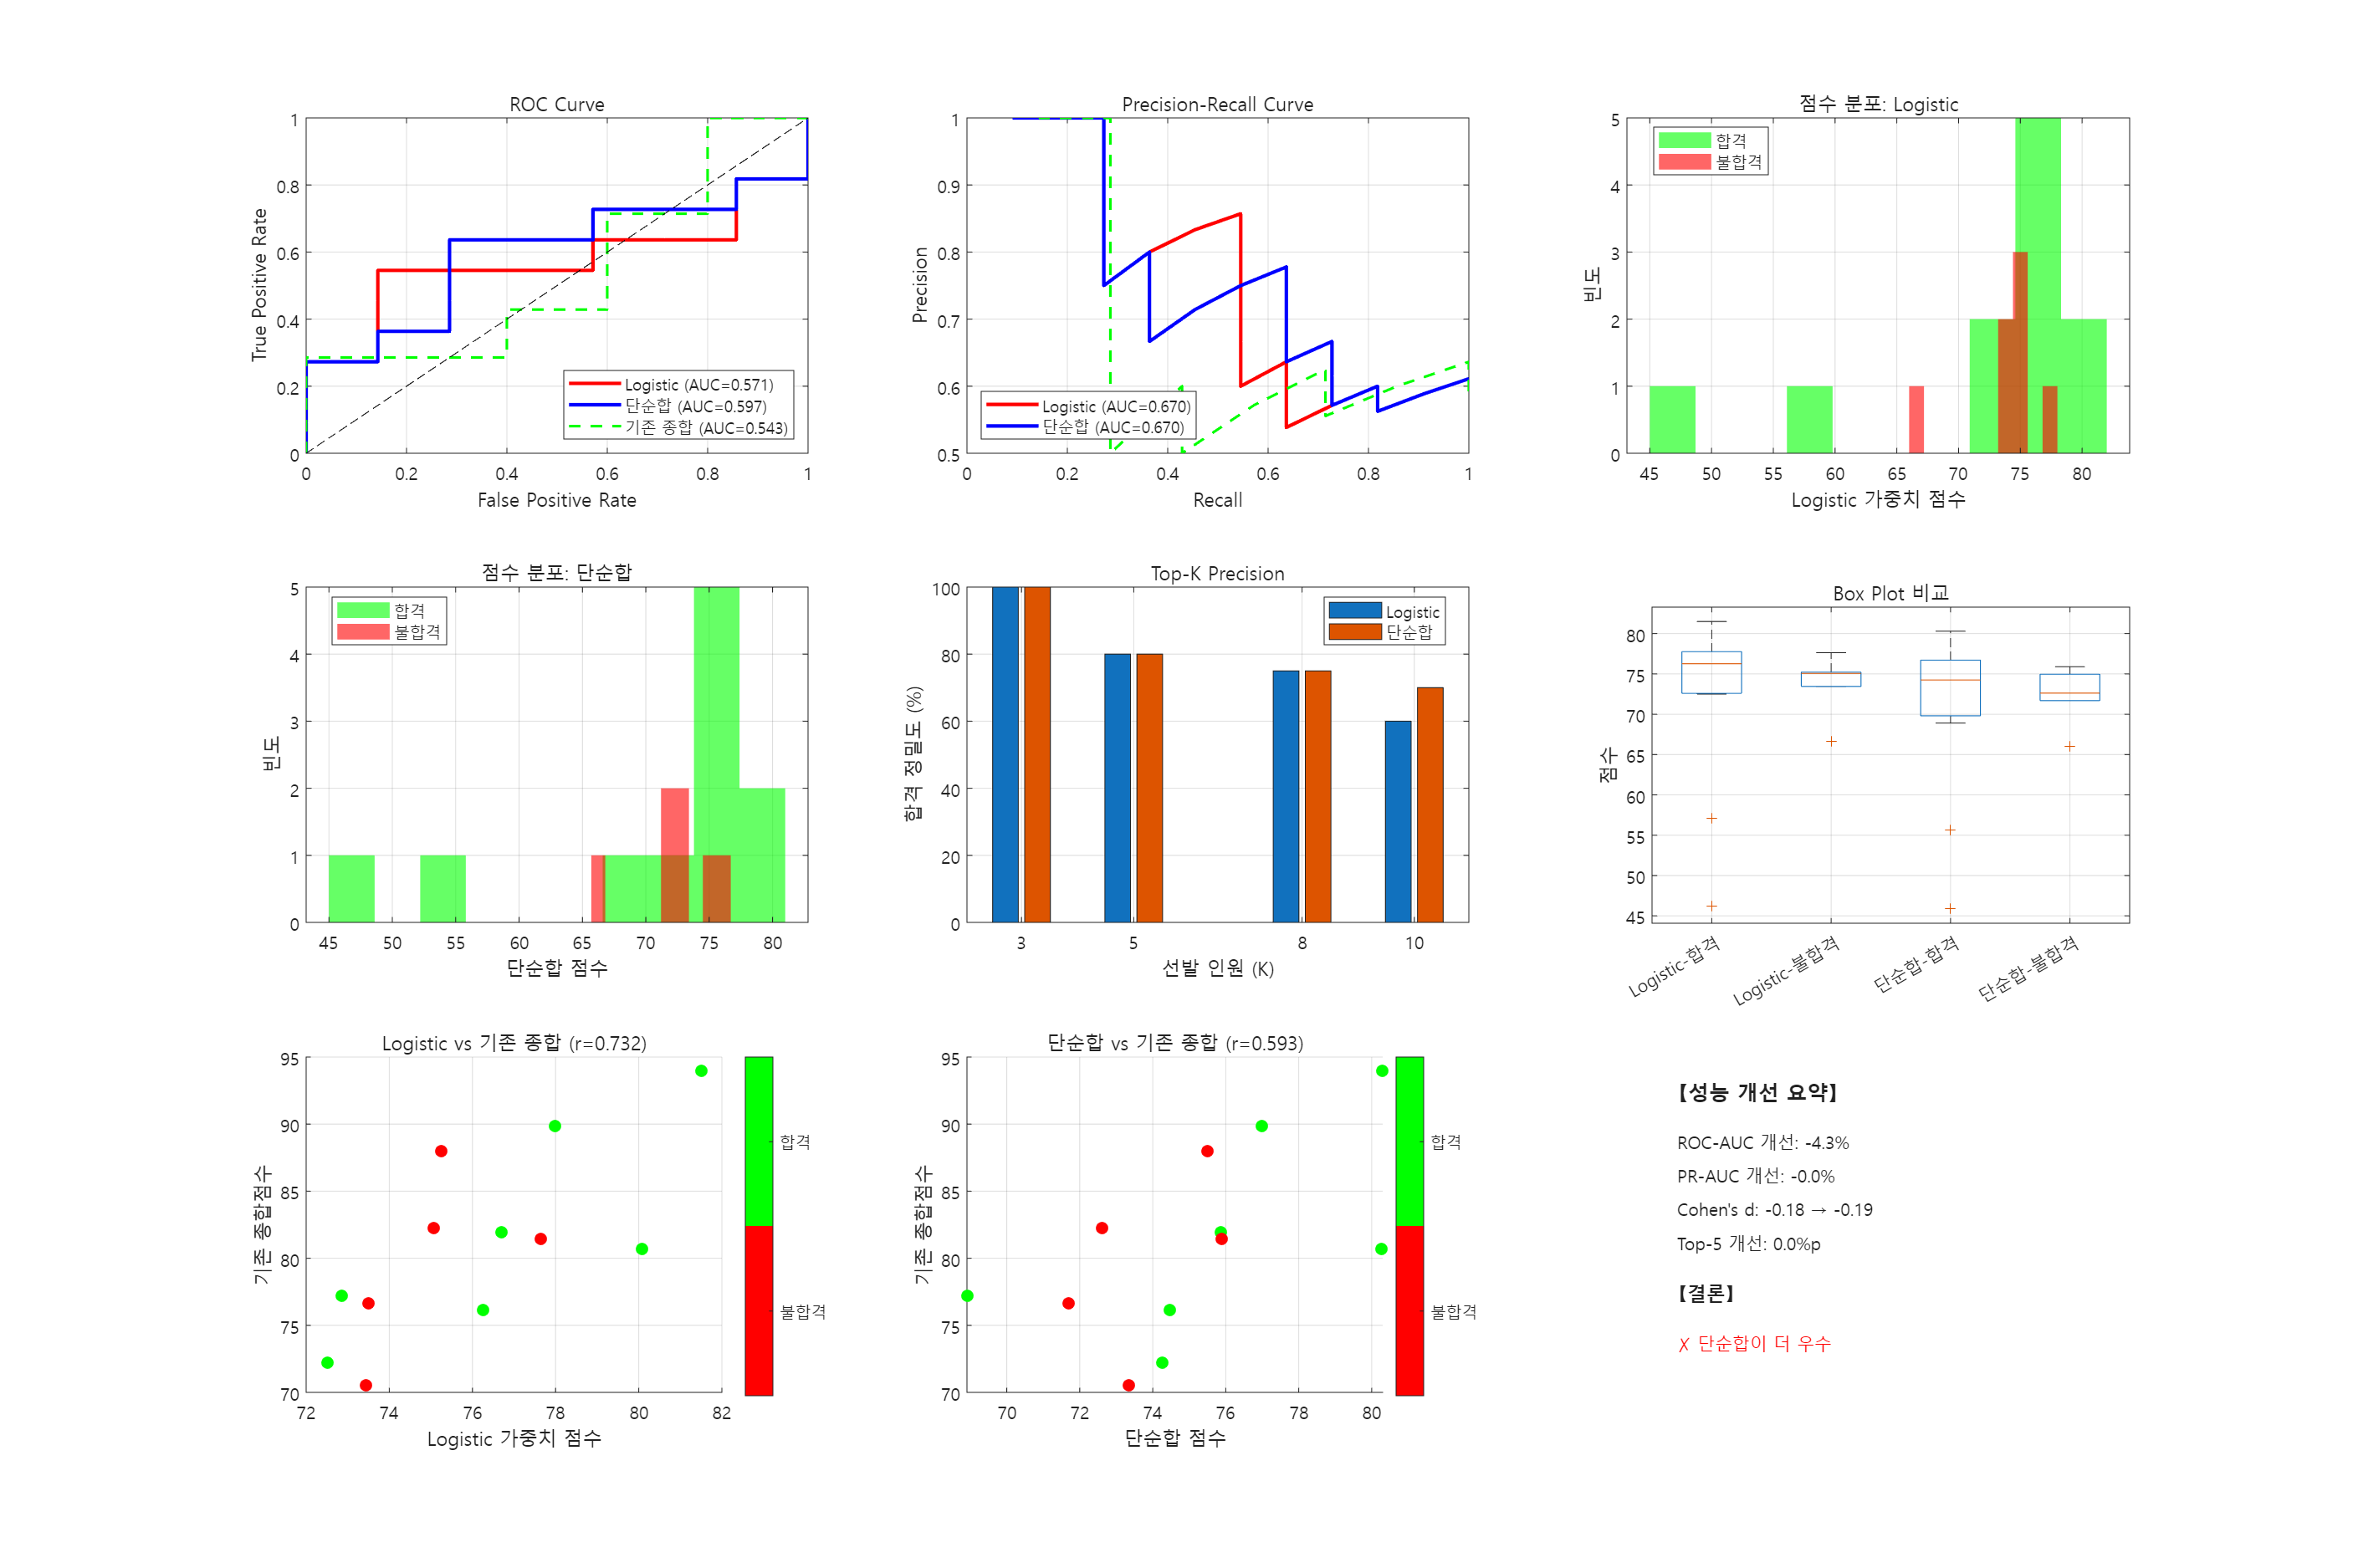 ROC Curve
1
0.8
0.6
0.4
0.2
0
True Positive Rate
Logistic (AUC=0.571)
단순합 (AUC=0.597)
기존 종합 (AUC=0.543)
0 0.2 0.4 0.6 0.8 1
False Positive Rate
Precision-Recall Curve
1
0.9
0.8
0.7
0.6
0.5
Precision
Logistic (AUC=0.670)
단순합 (AUC=0.670)
0 0.2 0.4 0.6 0.8 1
Recall
점수 분포: Logistic
합격
불합격
5
4
3
2
1
0
빈도
45 50 55 60 65 70 75 80
Logistic 가중치 점수
점수 분포: 단순합
합격
불합격
5
4
3
2
1
0
빈도
45 50 55 60 65 70 75 80
단순합 점수
Top-K Precision
Logistic
단순합
100
80
60
40
20
0
합격 정밀도 (%)
3 5 8 10
선발 인원 (K)
Box Plot 비교
80
75
70
65
60
55
50
45
점수
Logistic-합격
Logistic-불합격
단순합-합격
단순합-불합격
Logistic vs 기존 종합 (r=0.732)
95
90
85
80
75
70
기존 종합점수
72 74 76 78 80 82
Logistic 가중치 점수
합격
불합격
단순합 vs 기존 종합 (r=0.593)
95
90
85
80
75
70
기존 종합점수
70 72 74 76 78 80
단순합 점수
합격
불합격
【성능 개선 요약】
ROC-AUC 개선: -4.3%
PR-AUC 개선: -0.0%
Cohen's d: -0.18 → -0.19
Top-5 개선: 0.0%p
【결론】
✗ 단순합이 더 우수